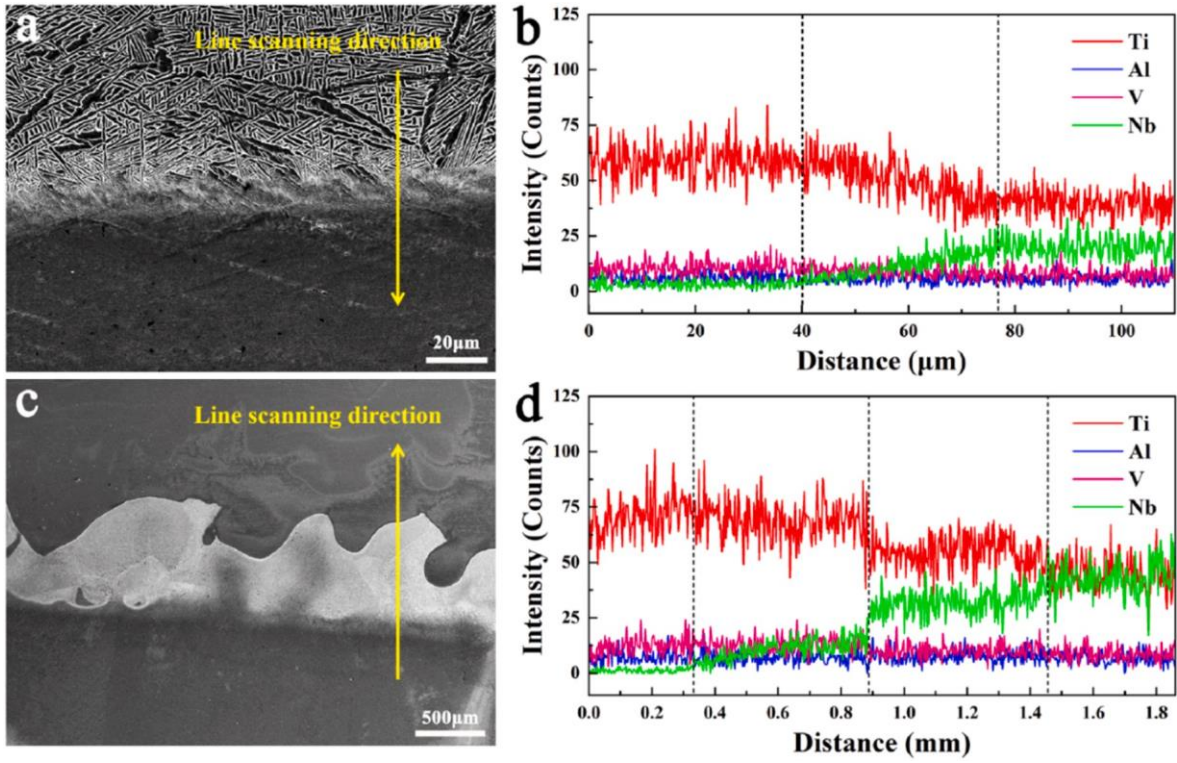 a
Line scanning direction
20μm
b
125
100
75
50
25
0
Intensity (Counts)
Ti
Al
V
Nb
0 20 40 60 80 100
Distance (μm)
c
Line scanning direction
500μm
d
125
100
75
50
25
0
Intensity (Counts)
Ti
Al
V
Nb
0.0 0.2 0.4 0.6 0.8 1.0 1.2 1.4 1.6 1.8
Distance (mm)